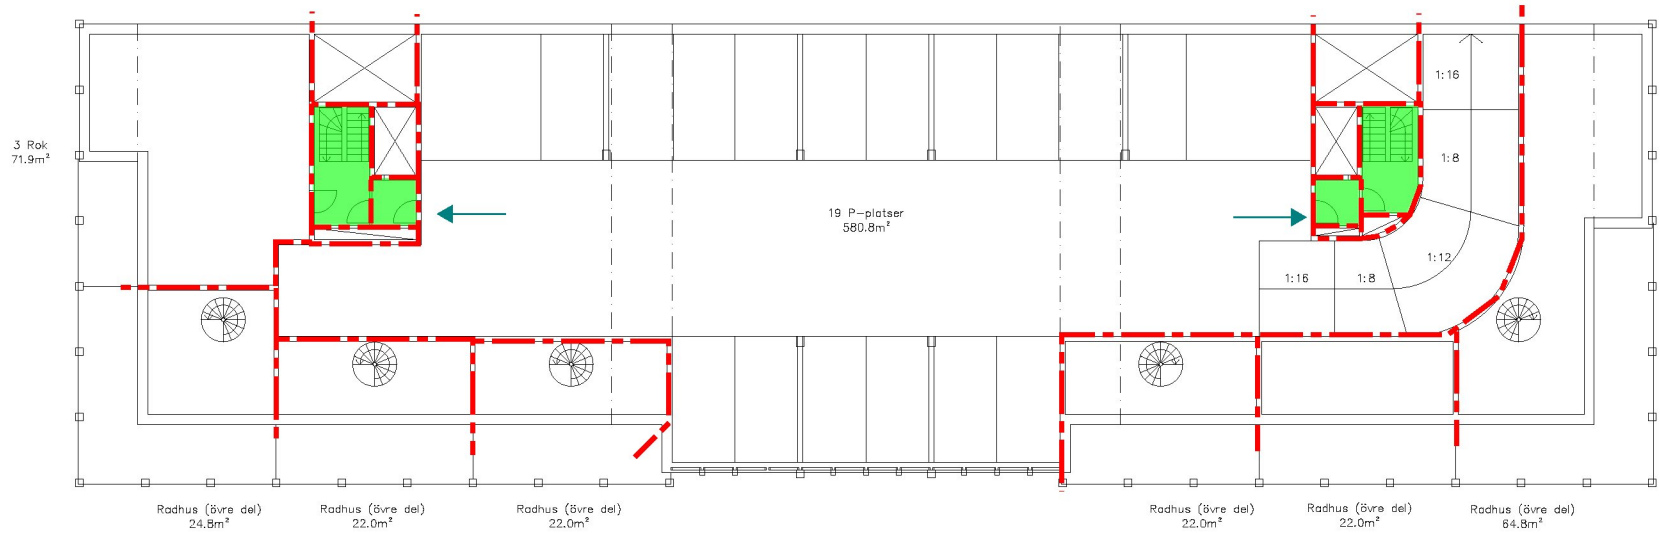 1:16
3 Rok
71.9m²
1:8
19 P-platser
580.8m²
1:12
1:16
1:8
Radhus (övre del)
24.8m²
Radhus (övre del)
22.0m²
Radhus (övre del)
22.0m²
Radhus (övre del)
22.0m²
Radhus (övre del)
22.0m²
Radhus (övre del)
64.8m²